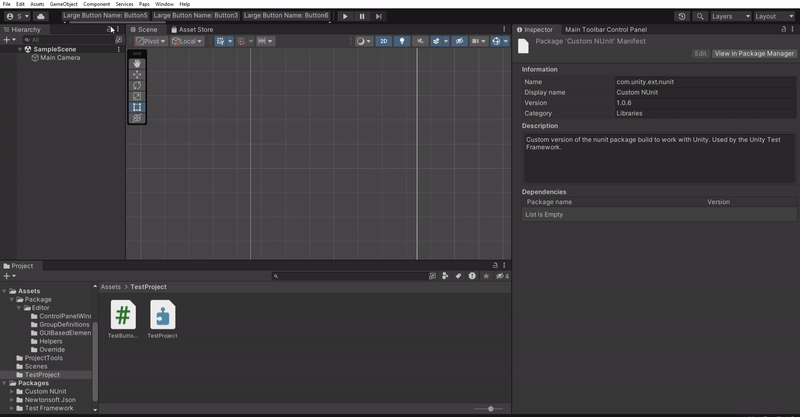 File Edit Assets GameObject Component Services Pags Window Help
S Large Button Name: Button5 Large Button Name: Button3 Large Button Name: Button6 Layers Layout
Hierarchy
All
SampleScene
Main Camera
Scene Asset Store
Pivot Local 2D
Inspector Main Toolbar Control Panel
Package 'Custom NUnit' Manifest
Edit View in Package Manager
Information
Name com.unity.ext.nunit
Display name Custom NUnit
Version 1.0.6
Category Libraries
Description
Custom version of the nunit package build to work with Unity. Used by the Unity Test
Framework.
Dependencies
Package name Version
List is Empty
Project
4
Assets
Package
Editor
ControlPanelWind
GroupDefinitions
GUIBasedElemen
Helpers
Override
ProjectTools
Scenes
TestProject
Packages
Custom NUnit
Newtonsoft Json
Test Framework
Assets > TestProject
TestButto... TestProject